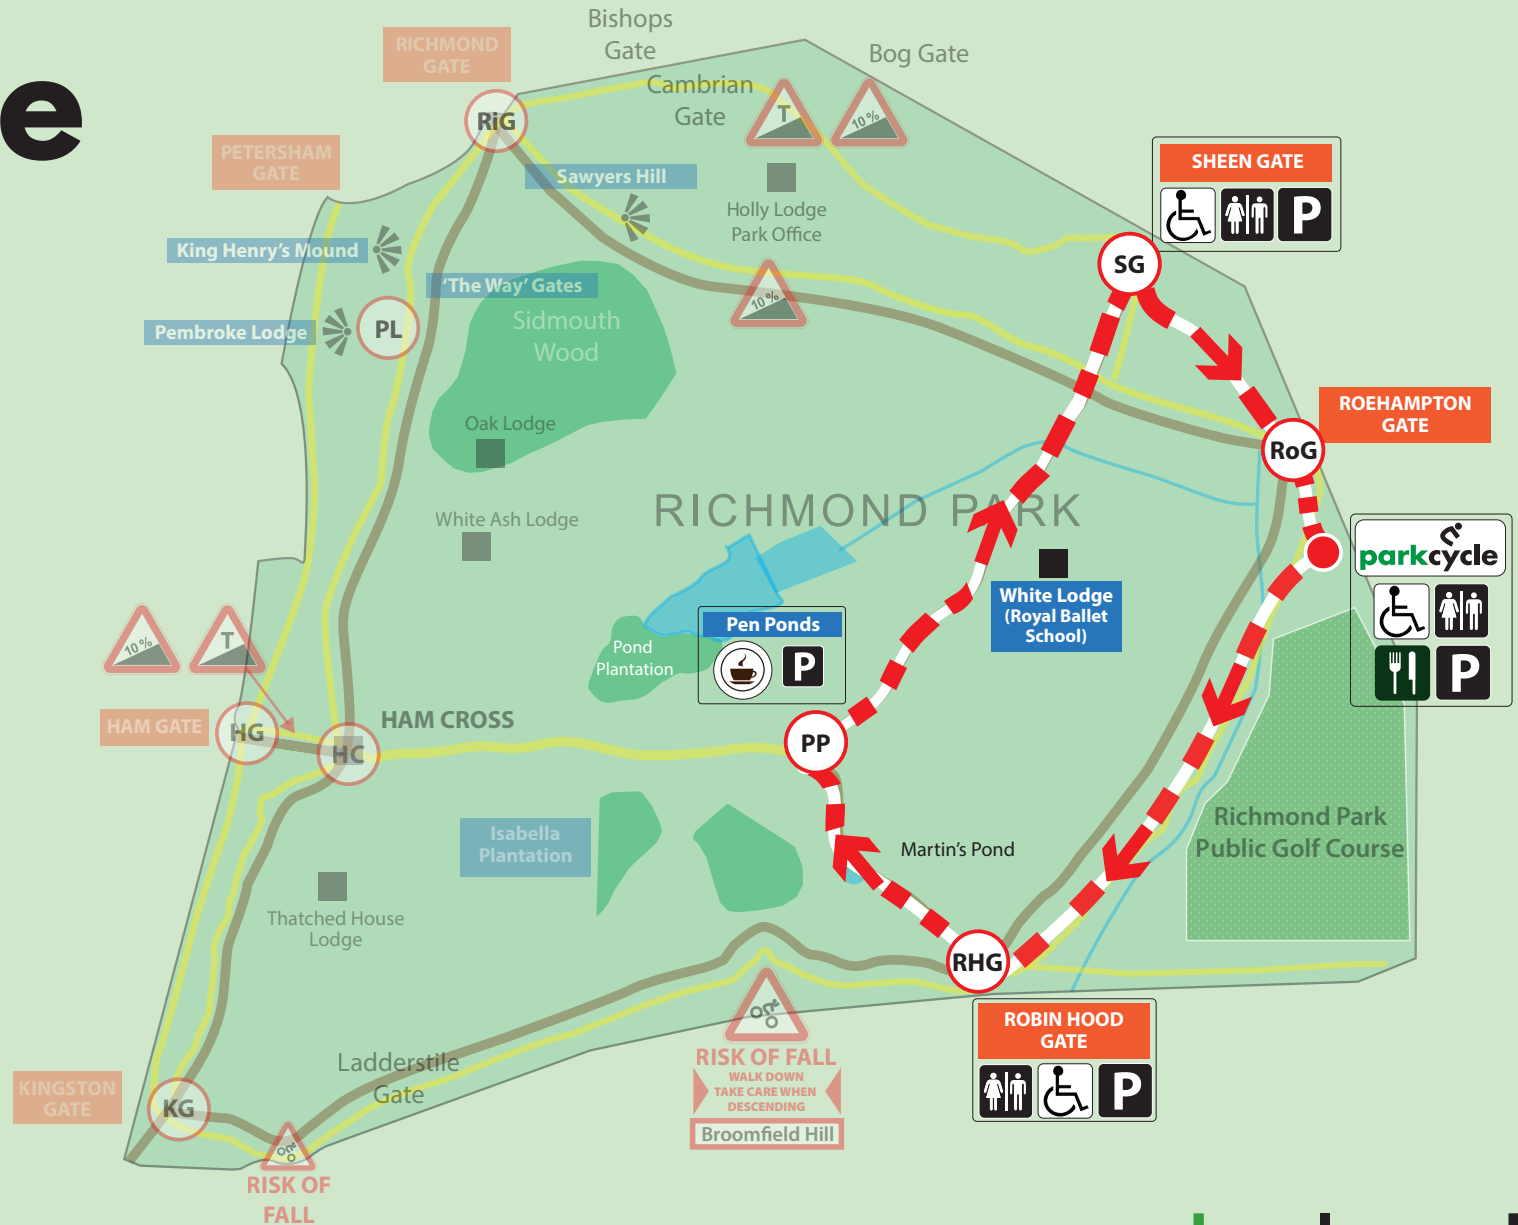 e
Bishops
Gate
RICHMOND
GATE
Bog Gate
Cambrian
Gate
T
10 %
RiG
PETERSHAM
GATE
Sawyers Hill
SHEEN GATE
P
Holly Lodge
Park Office
King Henry's Mound
SG
'The Way' Gates
10 %
PL
Pembroke Lodge
Sidmouth
Wood
ROEHAMPTON
GATE
Oak Lodge
RoG
RICHMOND PARK
White Ash Lodge
parkcycle
White Lodge
(Royal Ballet
School)
Pen Ponds
P
10 %
T
Pond
Plantation
P
HAM GATE
HG
HAM CROSS
HC
PP
Isabella
Plantation
Martin's Pond
Richmond Park
Public Golf Course
Thatched House
Lodge
RHG
ROBIN HOOD
GATE
P
RISK OF FALL
WALK DOWN
TAKE CARE WHEN
DESCENDING
Broomfield Hill
Ladderstile
Gate
KINGSTON
GATE
KG
RISK OF
FALL